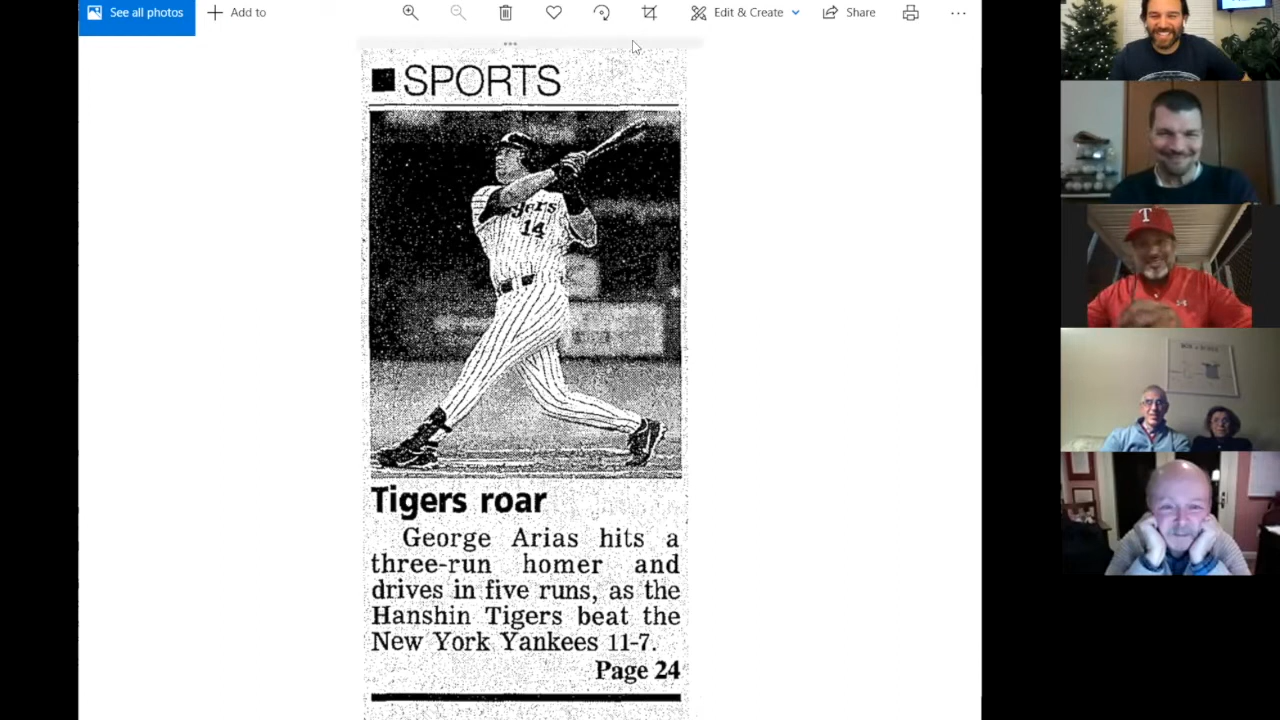 See all photos
Add to
Edit & Create
Share
SPORTS
gers
14
Tigers roar
George Arias hits a
three-run homer and
drives in five runs, as the
Hanshin Tigers beat the
New York Yankees 11-7.
Page 24
T